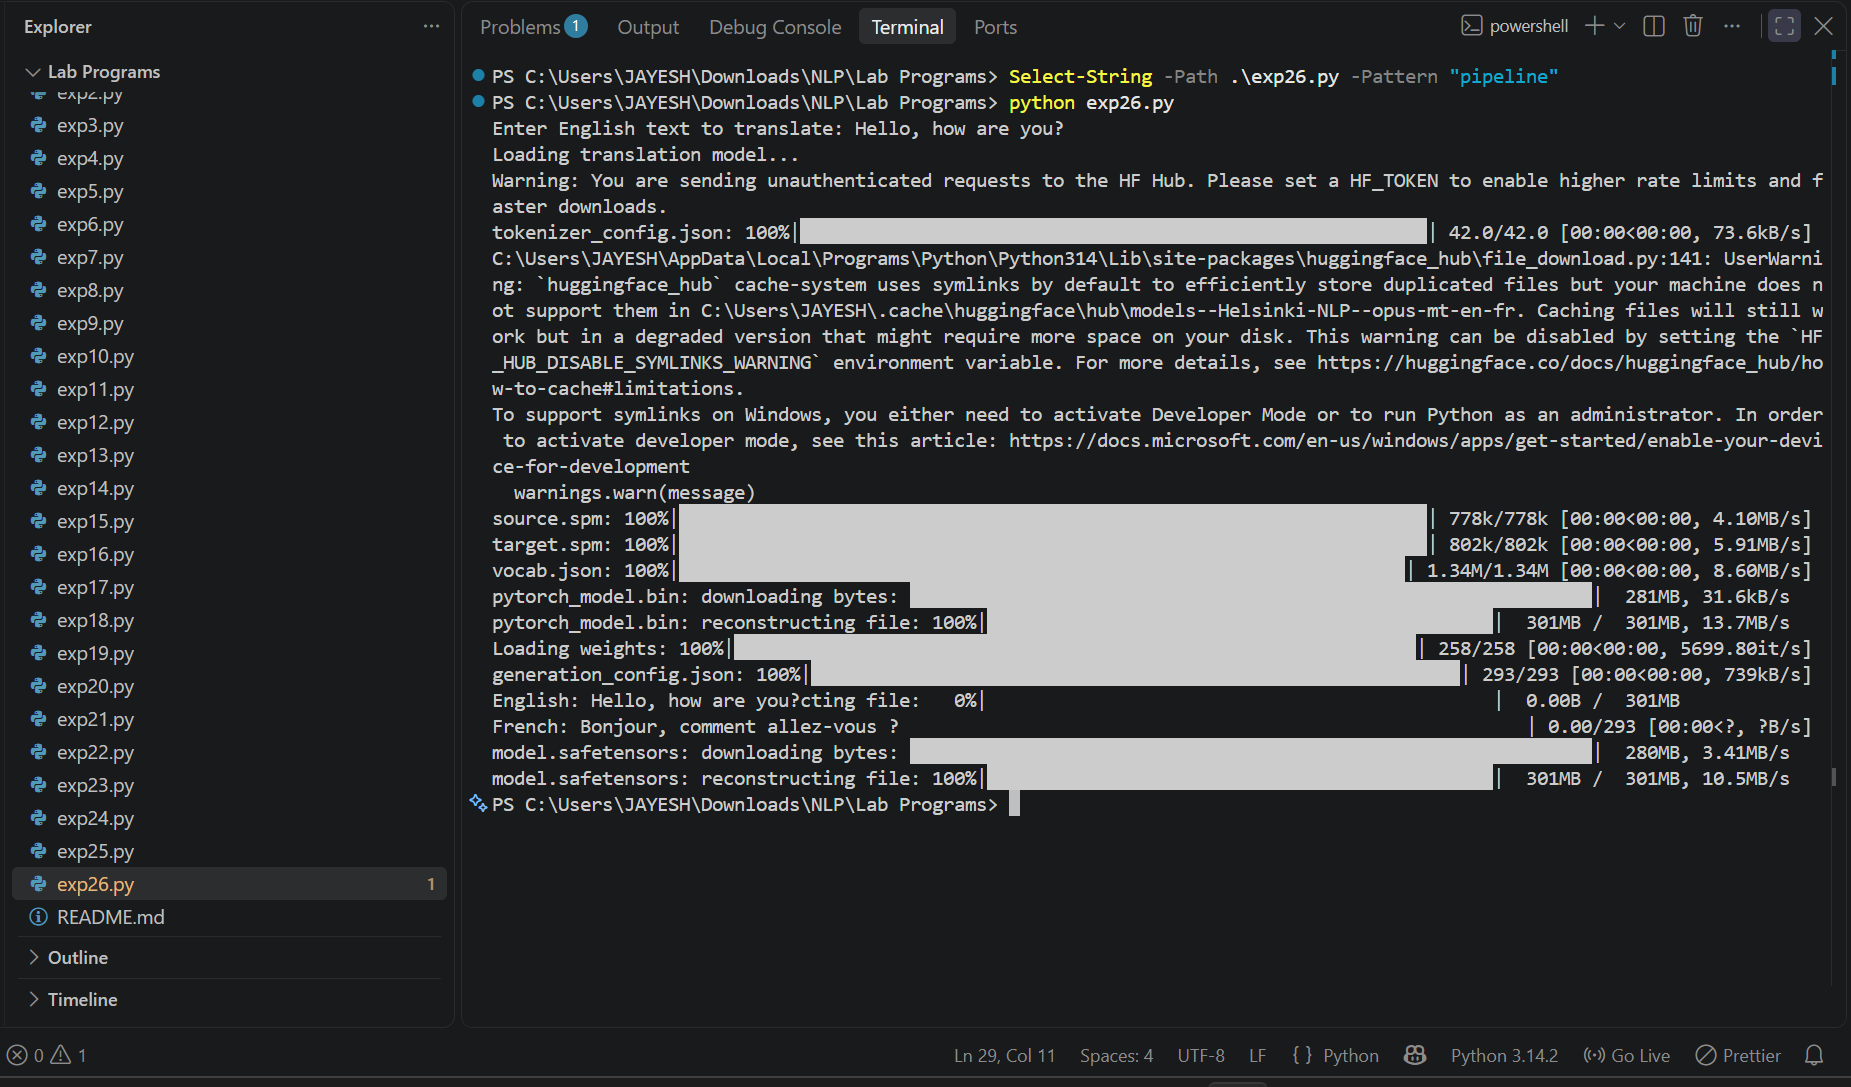 Explorer
Lab Programs
exp2.py
exp3.py
exp4.py
exp5.py
exp6.py
exp7.py
exp8.py
exp9.py
exp10.py
exp11.py
exp12.py
exp13.py
exp14.py
exp15.py
exp16.py
exp17.py
exp18.py
exp19.py
exp20.py
exp21.py
exp22.py
exp23.py
exp24.py
exp25.py
exp26.py 1
README.md
Outline
Timeline
Problems 1 Output Debug Console Terminal Ports powershell
PS C:\Users\JAYESH\Downloads\NLP\Lab Programs> Select-String -Path .\exp26.py -Pattern "pipeline"
PS C:\Users\JAYESH\Downloads\NLP\Lab Programs> python exp26.py
Enter English text to translate: Hello, how are you?
Loading translation model...
Warning: You are sending unauthenticated requests to the HF Hub. Please set a HF_TOKEN to enable higher rate limits and f
aster downloads.
tokenizer_config.json: 100%| | 42.0/42.0 [00:00<00:00, 73.6kB/s]
C:\Users\JAYESH\AppData\Local\Programs\Python\Python314\Lib\site-packages\huggingface_hub\file_download.py:141: UserWarni
ng: `huggingface_hub` cache-system uses symlinks by default to efficiently store duplicated files but your machine does n
ot support them in C:\Users\JAYESH\.cache\huggingface\hub\models--Helsinki-NLP--opus-mt-en-fr. Caching files will still w
ork but in a degraded version that might require more space on your disk. This warning can be disabled by setting the `HF
_HUB_DISABLE_SYMLINKS_WARNING` environment variable. For more details, see https://huggingface.co/docs/huggingface_hub/ho
w-to-cache#limitations.
To support symlinks on Windows, you either need to activate Developer Mode or to run Python as an administrator. In order
 to activate developer mode, see this article: https://docs.microsoft.com/en-us/windows/apps/get-started/enable-your-devi
ce-for-development
  warnings.warn(message)
source.spm: 100%| | 778k/778k [00:00<00:00, 4.10MB/s]
target.spm: 100%| | 802k/802k [00:00<00:00, 5.91MB/s]
vocab.json: 100%| | 1.34M/1.34M [00:00<00:00, 8.60MB/s]
pytorch_model.bin: downloading bytes: | 281MB, 31.6kB/s
pytorch_model.bin: reconstructing file: 100%| | 301MB / 301MB, 13.7MB/s
Loading weights: 100%| | 258/258 [00:00<00:00, 5699.80it/s]
generation_config.json: 100%| | 293/293 [00:00<00:00, 739kB/s]
English: Hello, how are you?cting file: 0%| | 0.00B / 301MB
French: Bonjour, comment allez-vous ? | 0.00/293 [00:00<?, ?B/s]
model.safetensors: downloading bytes: | 280MB, 3.41MB/s
model.safetensors: reconstructing file: 100%| | 301MB / 301MB, 10.5MB/s
PS C:\Users\JAYESH\Downloads\NLP\Lab Programs>
0 1 Ln 29, Col 11 Spaces: 4 UTF-8 LF { } Python Python 3.14.2 Go Live Prettier